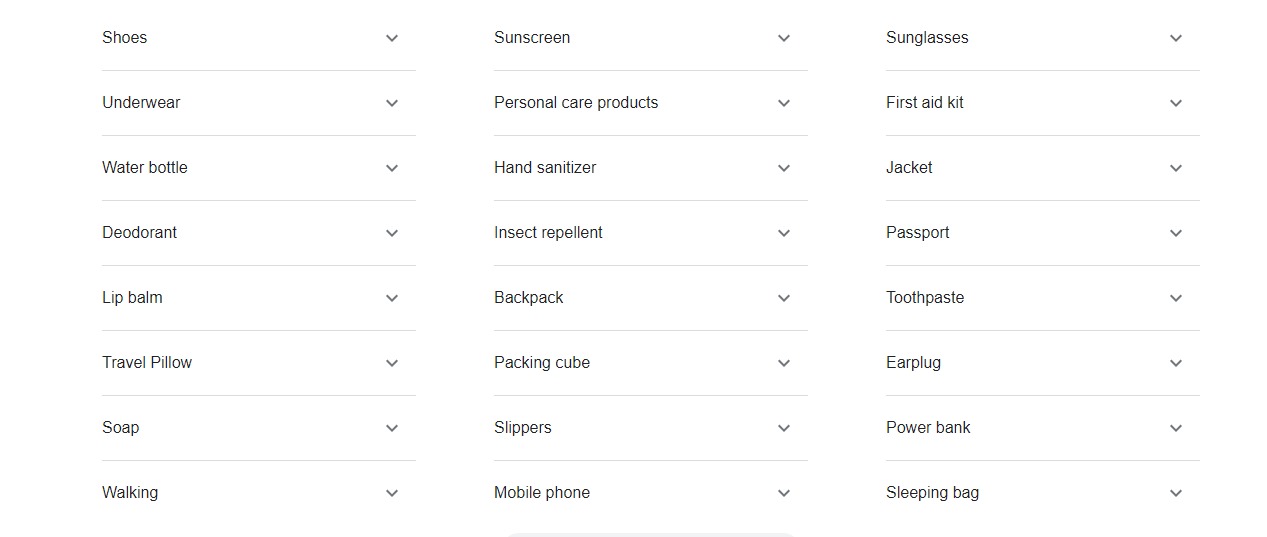 Shoes
Sunscreen
Sunglasses
Underwear
Personal care products
First aid kit
Water bottle
Hand sanitizer
Jacket
Deodorant
Insect repellent
Passport
Lip balm
Backpack
Toothpaste
Travel Pillow
Packing cube
Earplug
Soap
Slippers
Power bank
Walking
Mobile phone
Sleeping bag